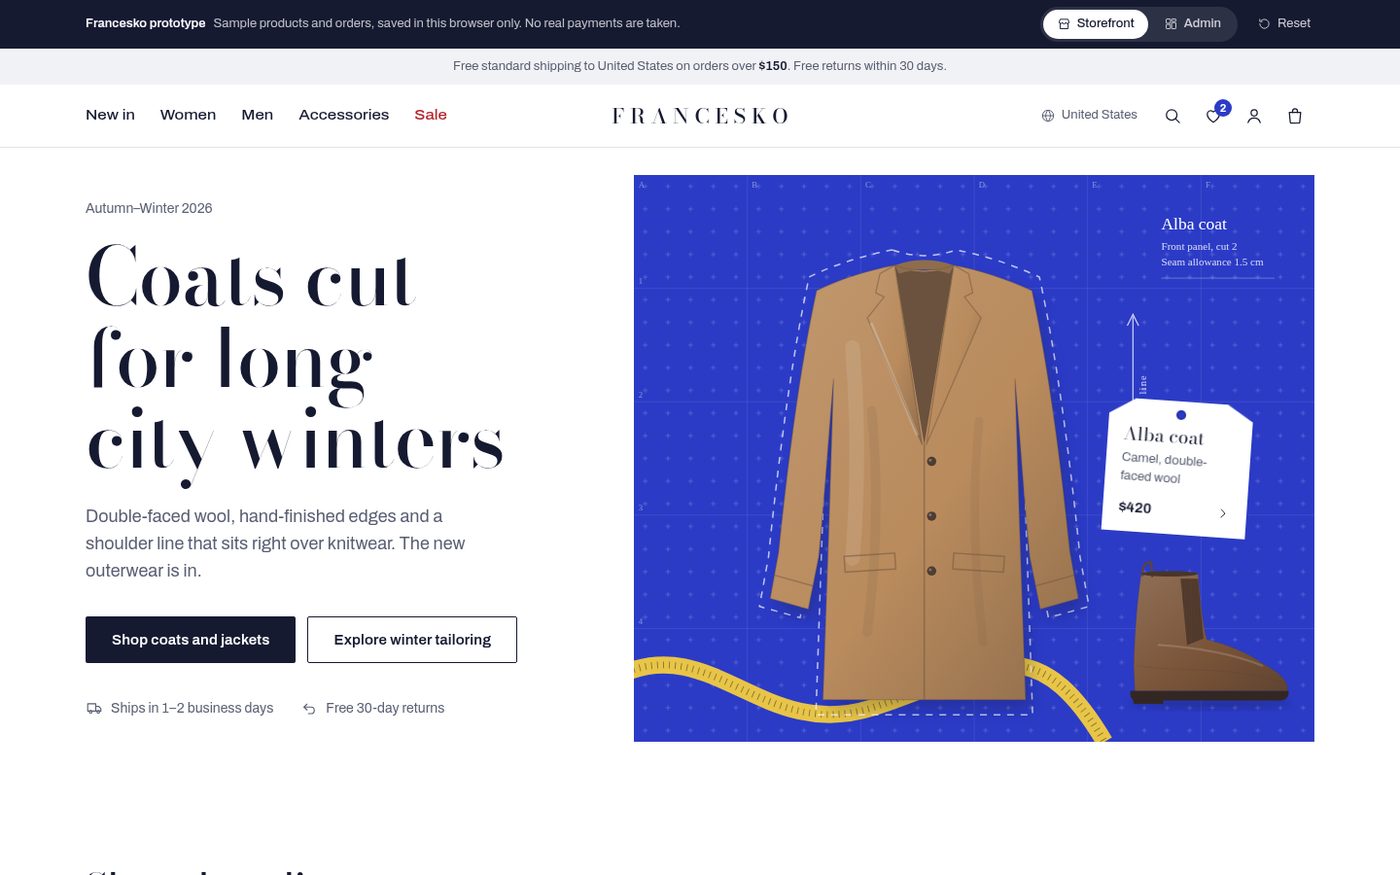 Francesko prototype Sample products and orders, saved in this browser only. No real payments are taken.
Storefront
Admin
Reset
Free standard shipping to United States on orders over $150. Free returns within 30 days.
New in
Women
Men
Accessories
Sale
FRANCESKO
United States
2
Autumn–Winter 2026
Coats cut
for long
city winters
Double-faced wool, hand-finished edges and a
shoulder line that sits right over knitwear. The new
outerwear is in.
Shop coats and jackets
Explore winter tailoring
Ships in 1–2 business days
Free 30-day returns
A
B
C
D
E
F
1
2
3
4
Alba coat
Front panel, cut 2
Seam allowance 1.5 cm
line
Alba coat
Camel, double-
faced wool
$420